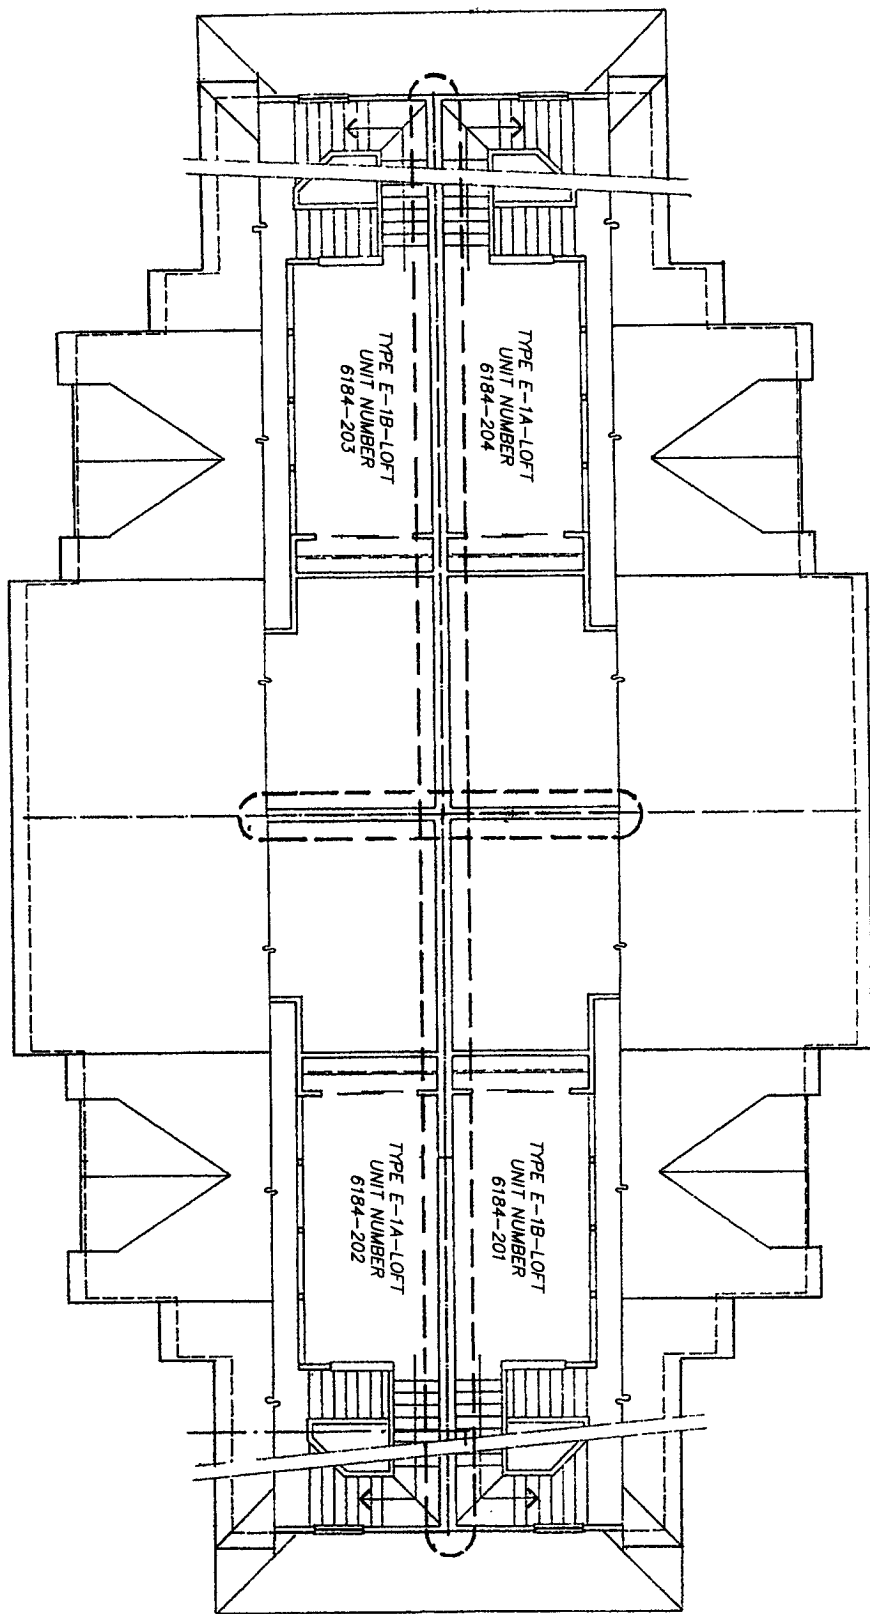 TYPE E-1B-LOFT
UNIT NUMBER
6184-203
TYPE E-1A-LOFT
UNIT NUMBER
6184-204
TYPE E-1A-LOFT
UNIT NUMBER
6184-202
TYPE E-1B-LOFT
UNIT NUMBER
6184-201